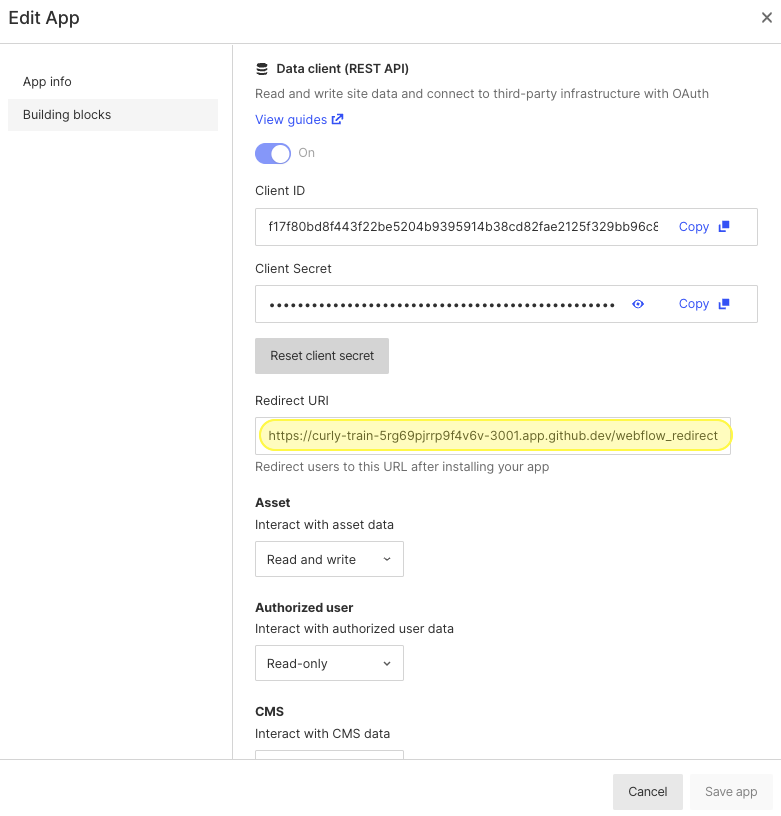 Edit App
App info
Building blocks
Data client (REST API)
Read and write site data and connect to third-party infrastructure with OAuth
View guides
On
Client ID
f17f80bd8f443f22be5204b9395914b38cd82fae2125f329bb96c8
Copy
Client Secret
••••••••••••••••••••••••••••••••••••••••••••••••
Copy
Reset client secret
Redirect URI
https://curly-train-5rg69pjrrp9f4v6v-3001.app.github.dev/webflow_redirect
Redirect users to this URL after installing your app
Asset
Interact with asset data
Read and write
Authorized user
Interact with authorized user data
Read-only
CMS
Interact with CMS data
Cancel
Save app